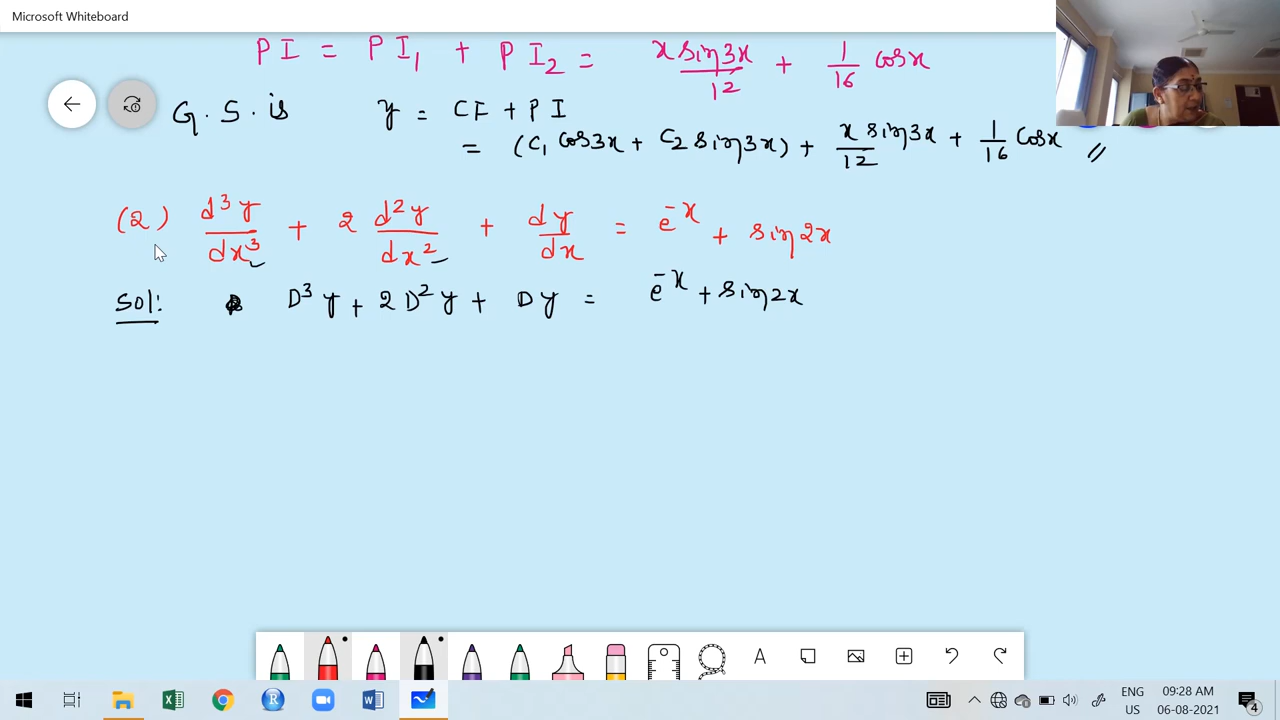 Microsoft Whiteboard
PI = PI₁ + PI₂ = x sin3x/12 + 1/16 cosx
G.S. is y = CF + PI
= (C₁ cos3x + C₂ sin3x) + x/12 sin3x + 1/16 cosx //
(2) d³y/dx³ + 2 d²y/dx² + dy/dx = e⁻ˣ + sin2x
Sol: D³y + 2D²y + Dy = e⁻ˣ + sin2x
A
ENG 09:28 AM
US 06-08-2021
4